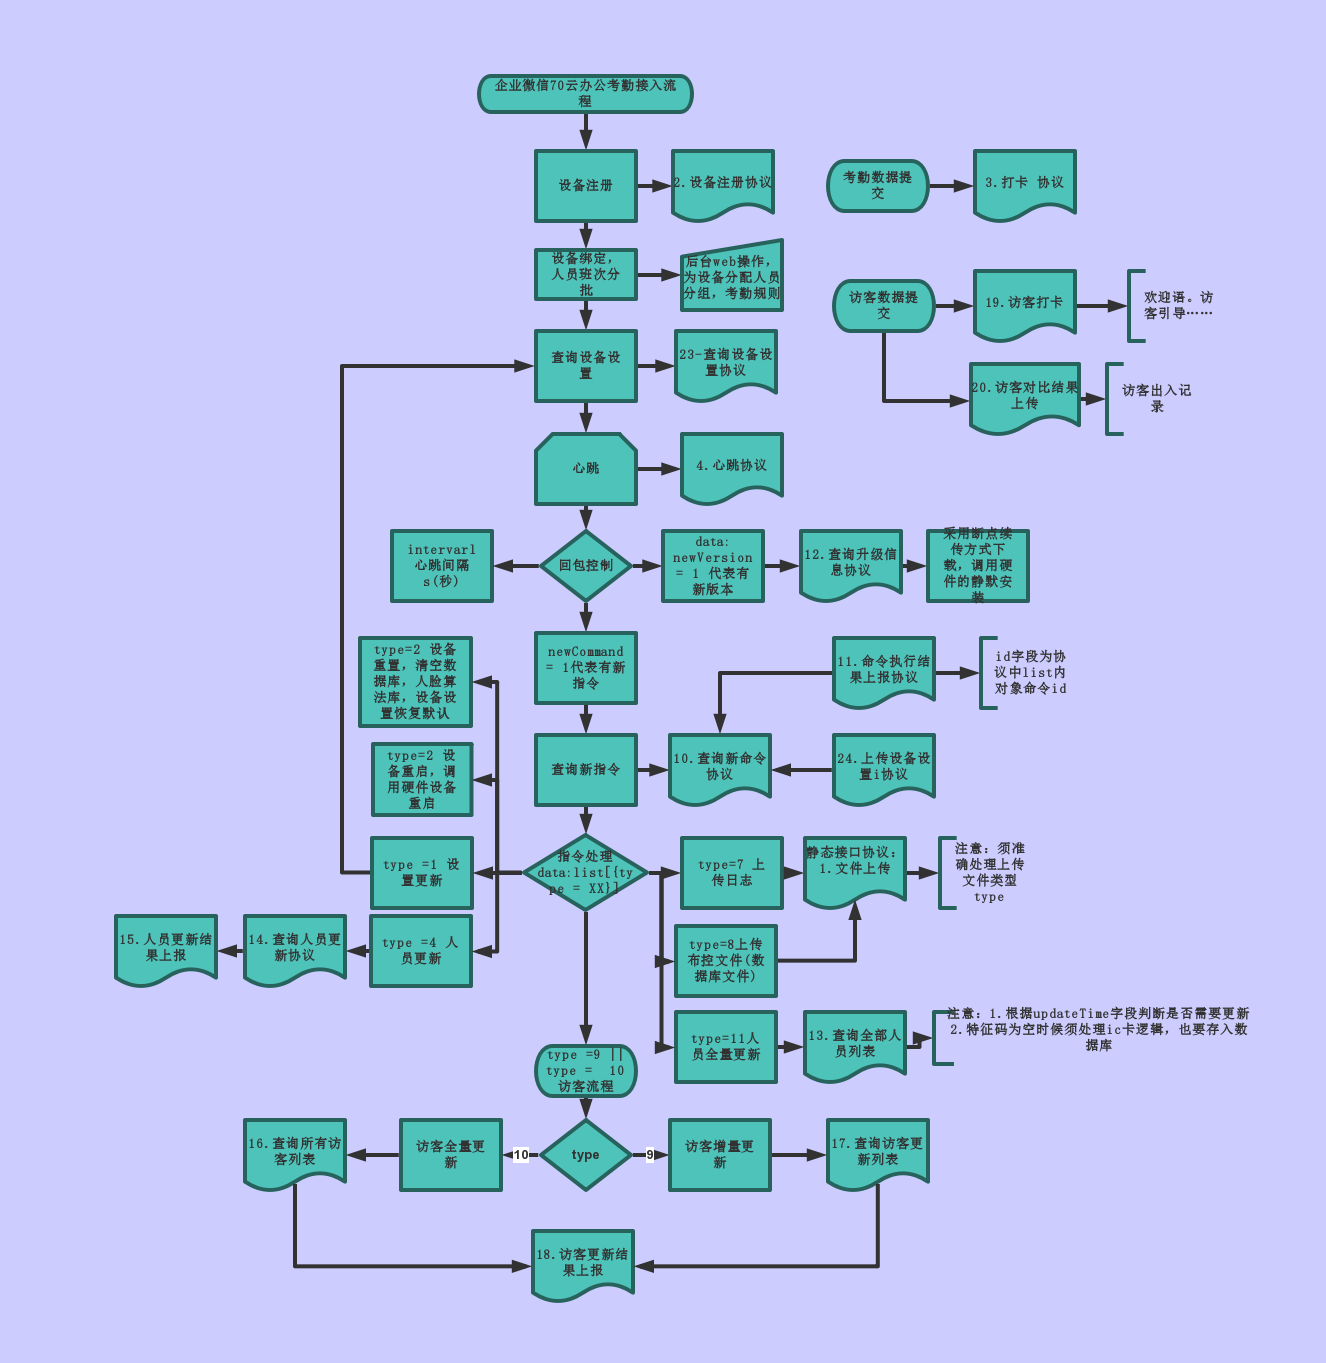 企业微信70云办公考勤接入流
程
设备注册
2.设备注册协议
考勤数据提
交
3.打卡 协议
设备绑定，
人员班次分
批
后台web操作，
为设备分配人员
分组，考勤规则
访客数据提
交
19.访客打卡
欢迎语。访
客引导……
查询设备设
置
23-查询设备设
置协议
20.访客对比结果
上传
访客出入记
录
心跳
4.心跳协议
intervarl
心跳间隔
s(秒)
回包控制
data:
newVersion
= 1 代表有
新版本
12.查询升级信
息协议
采用断点续
传方式下
载，调用硬
件的静默安
装
newCommand
= 1代表有新
指令
type=2 设备
重置，清空数
据库，人脸算
法库，设备设
置恢复默认
11.命令执行结
果上报协议
id字段为协
议中list内
对象命令id
type=2 设
备重启，调
用硬件设备
重启
查询新指令
10.查询新命令
协议
24.上传设备设
置i协议
type =1 设
置更新
指令处理
data:list[{ty
pe = XX}]
type=7 上
传日志
静态接口协议：
1.文件上传
注意：须准
确处理上传
文件类型
type
15.人员更新结
果上报
14.查询人员更
新协议
type =4 人
员更新
type=8上传
布控文件(数
据库文件)
type=11人
员全量更新
13.查询全部人
员列表
注意：1.根据updateTime字段判断是否需要更新
2.特征码为空时候须处理ic卡逻辑，也要存入数
据库
type =9 ||
type =  10
访客流程
16.查询所有访
客列表
访客全量更
新
10
type
9
访客增量更
新
17.查询访客更
新列表
18.访客更新结
果上报